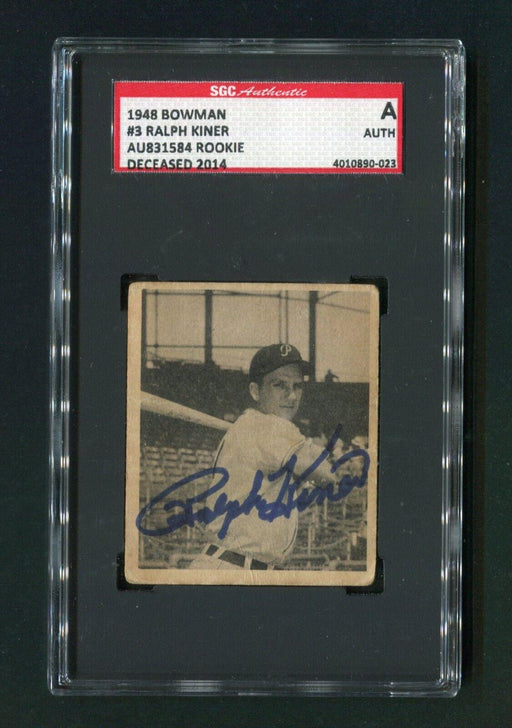 SGC Authentic
1948 BOWMAN A
#3 RALPH KINER AUTH
AU831584 ROOKIE
DECEASED 2014 4010890-023
P
Ralph Kiner